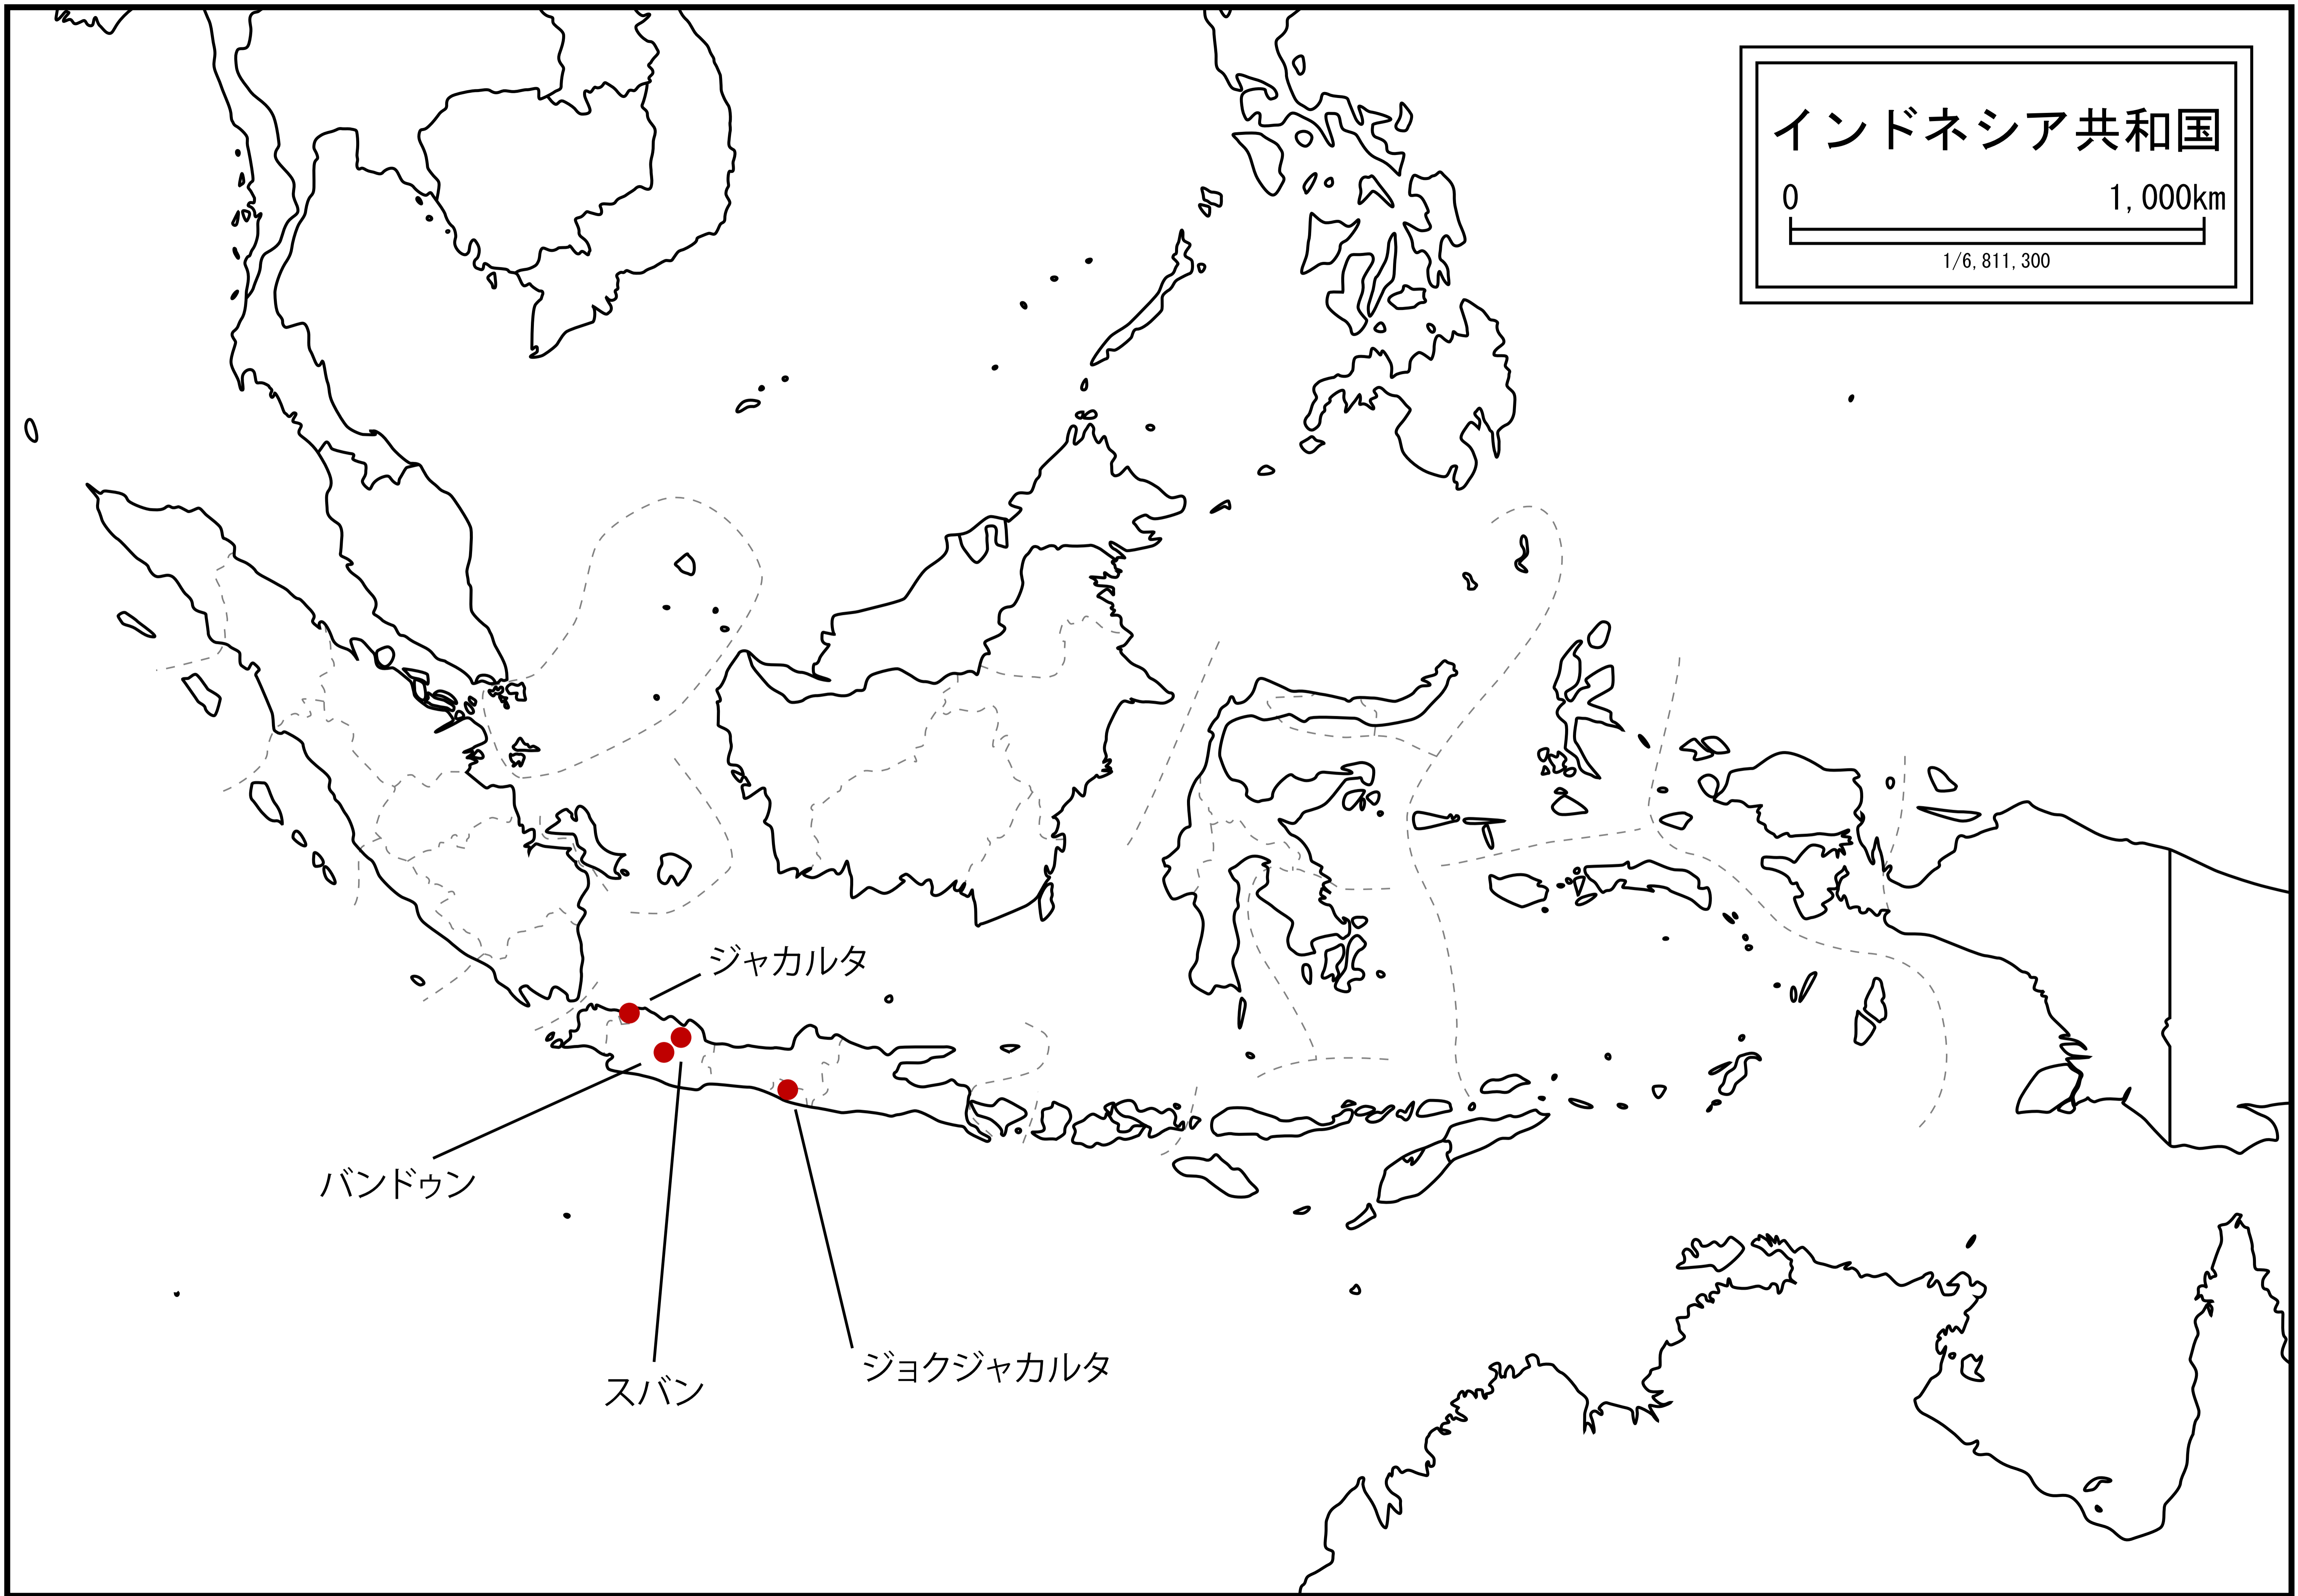 インドネシア共和国
0 1,000km
1/6,811,300
ジャカルタ
バンドゥン
ジョクジャカルタ
スバン